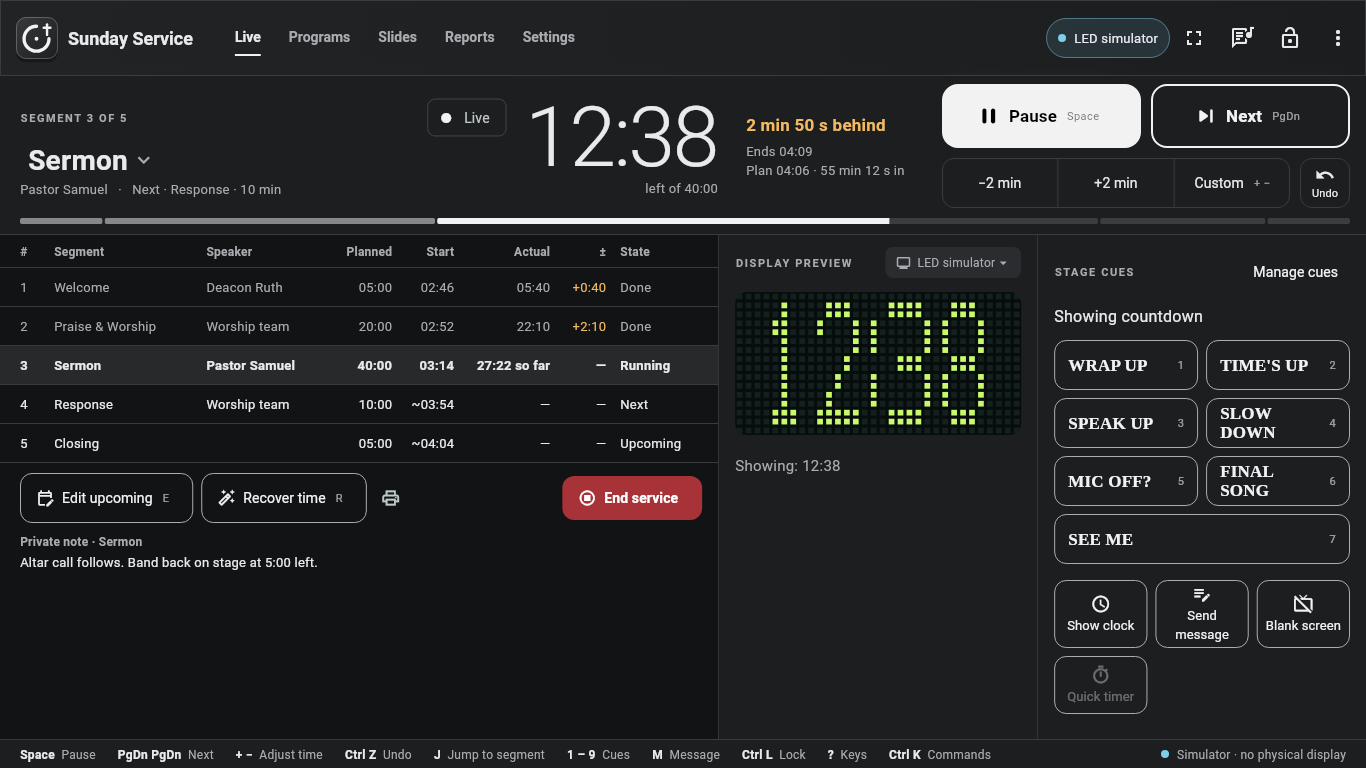 Sunday Service
Live Programs Slides Reports Settings
LED simulator
SEGMENT 3 OF 5
Sermon
Pastor Samuel · Next · Response · 10 min
Live
12:38
left of 40:00
2 min 50 s behind
Ends 04:09
Plan 04:06 · 55 min 12 s in
Pause Space
Next PgDn
−2 min
+2 min
Custom + −
Undo
# Segment Speaker Planned Start Actual ± State
1 Welcome Deacon Ruth 05:00 02:46 05:40 +0:40 Done
2 Praise & Worship Worship team 20:00 02:52 22:10 +2:10 Done
3 Sermon Pastor Samuel 40:00 03:14 27:22 so far — Running
4 Response Worship team 10:00 ~03:54 — — Next
5 Closing 05:00 ~04:04 — — Upcoming
Edit upcoming E
Recover time R
End service
Private note · Sermon
Altar call follows. Band back on stage at 5:00 left.
DISPLAY PREVIEW
LED simulator
12:38
Showing: 12:38
STAGE CUES
Manage cues
Showing countdown
WRAP UP 1
TIME'S UP 2
SPEAK UP 3
SLOW
DOWN 4
MIC OFF? 5
FINAL
SONG 6
SEE ME 7
Show clock
Send
message
Blank screen
Quick timer
Space Pause PgDn PgDn Next + − Adjust time Ctrl Z Undo J Jump to segment 1 – 9 Cues M Message Ctrl L Lock ? Keys Ctrl K Commands
Simulator · no physical display